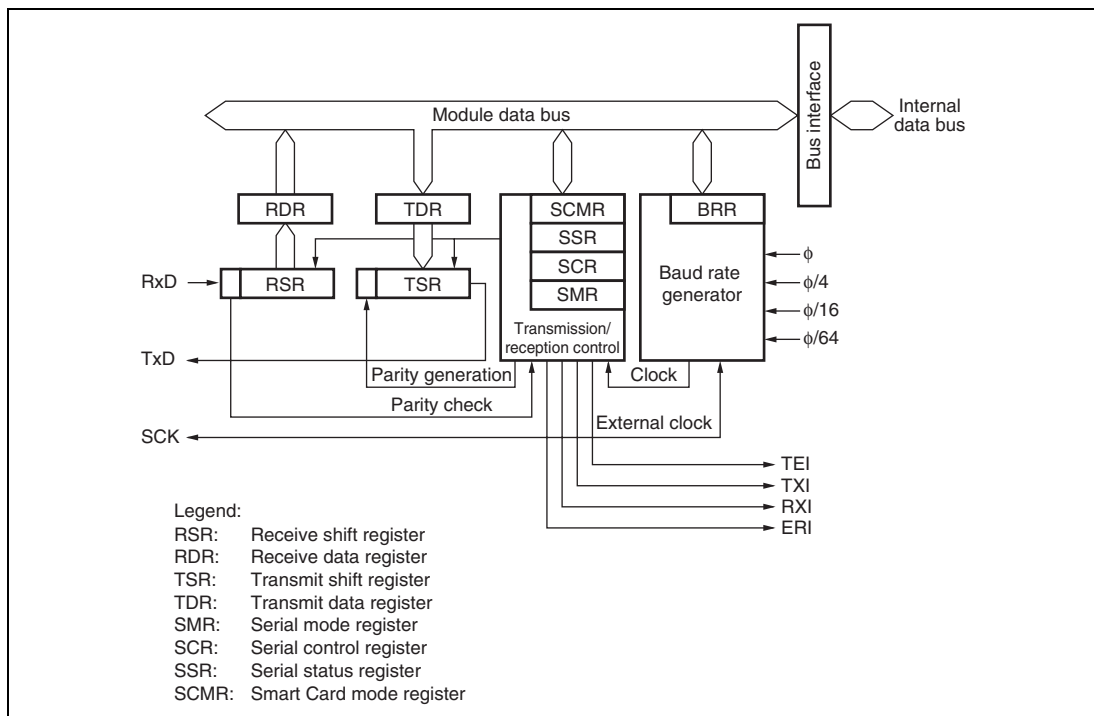 Bus interface
Module data bus
Internal
data bus
RDR
TDR
SCMR
BRR
SSR
φ
RxD
RSR
TSR
SCR
Baud rate
generator
φ/4
SMR
φ/16
Transmission/
reception control
φ/64
TxD
Parity generation
Clock
Parity check
SCK
External clock
TEI
TXI
RXI
ERI
Legend:
RSR: Receive shift register
RDR: Receive data register
TSR: Transmit shift register
TDR: Transmit data register
SMR: Serial mode register
SCR: Serial control register
SSR: Serial status register
SCMR: Smart Card mode register